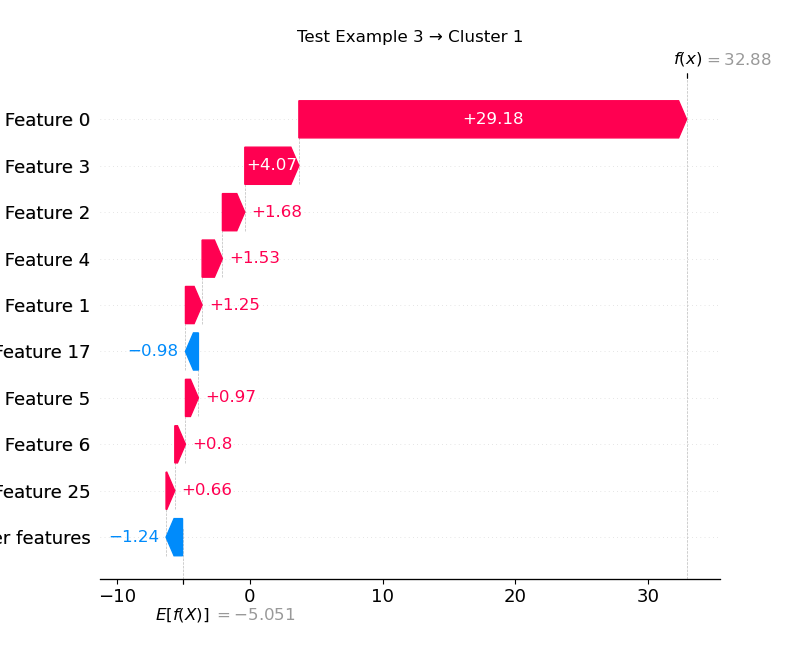 Test Example 3 → Cluster 1
f(x) = 32.88
Feature 0 +29.18
Feature 3 +4.07
Feature 2 +1.68
Feature 4 +1.53
Feature 1 +1.25
Feature 17 −0.98
Feature 5 +0.97
Feature 6 +0.8
Feature 25 +0.66
er features −1.24
−10 0 10 20 30
E[f(X)] = −5.051